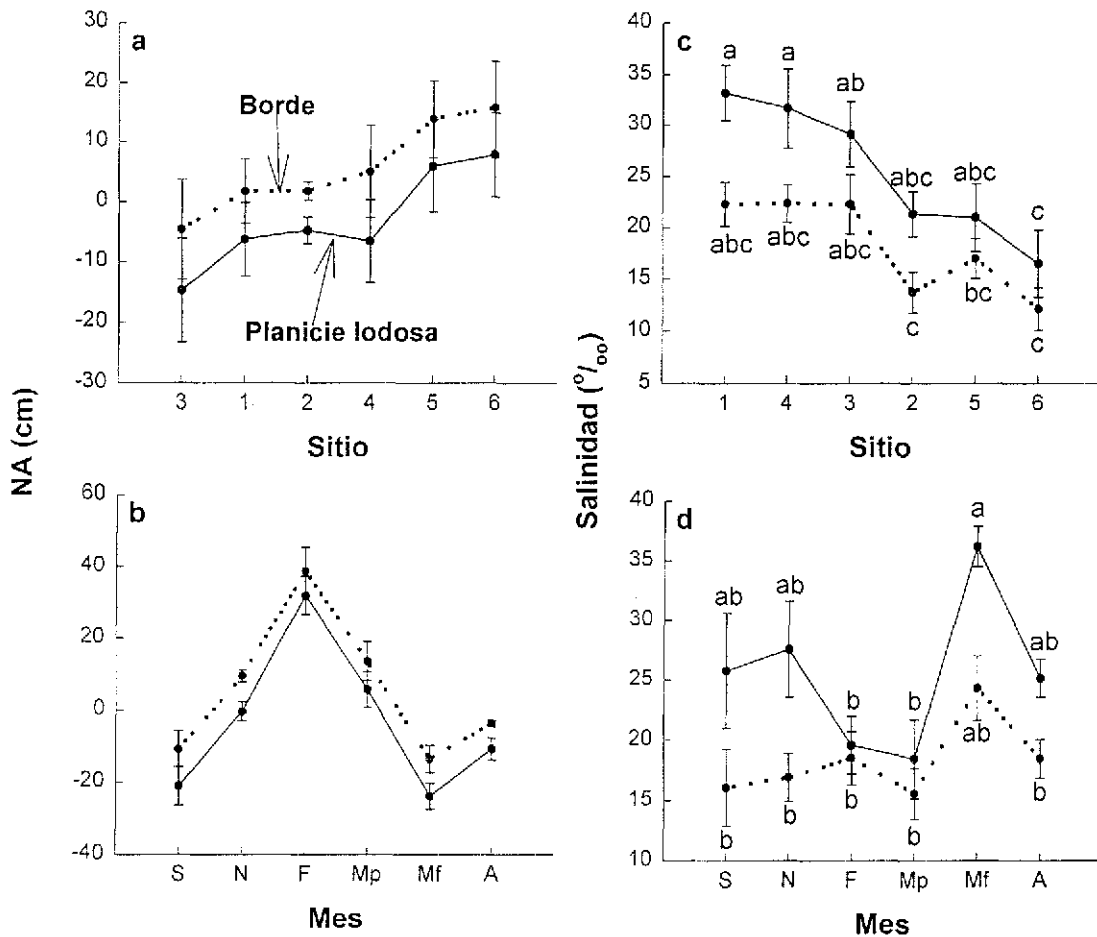 a
30
20
10
0
-10
-20
-30
Borde
Planicie lodosa
3 1 2 4 5 6
Sitio
NA (cm)
b
60
40
20
0
-20
-40
S N F Mp Mf A
Mes
c
40
35
30
25
20
15
10
5
a a ab abc abc c
abc abc abc c bc c
1 4 3 2 5 6
Sitio
Salinidad (°/oo)
d
40
35
30
25
20
15
10
ab ab b b a ab
b b b b ab b
S N F Mp Mf A
Mes